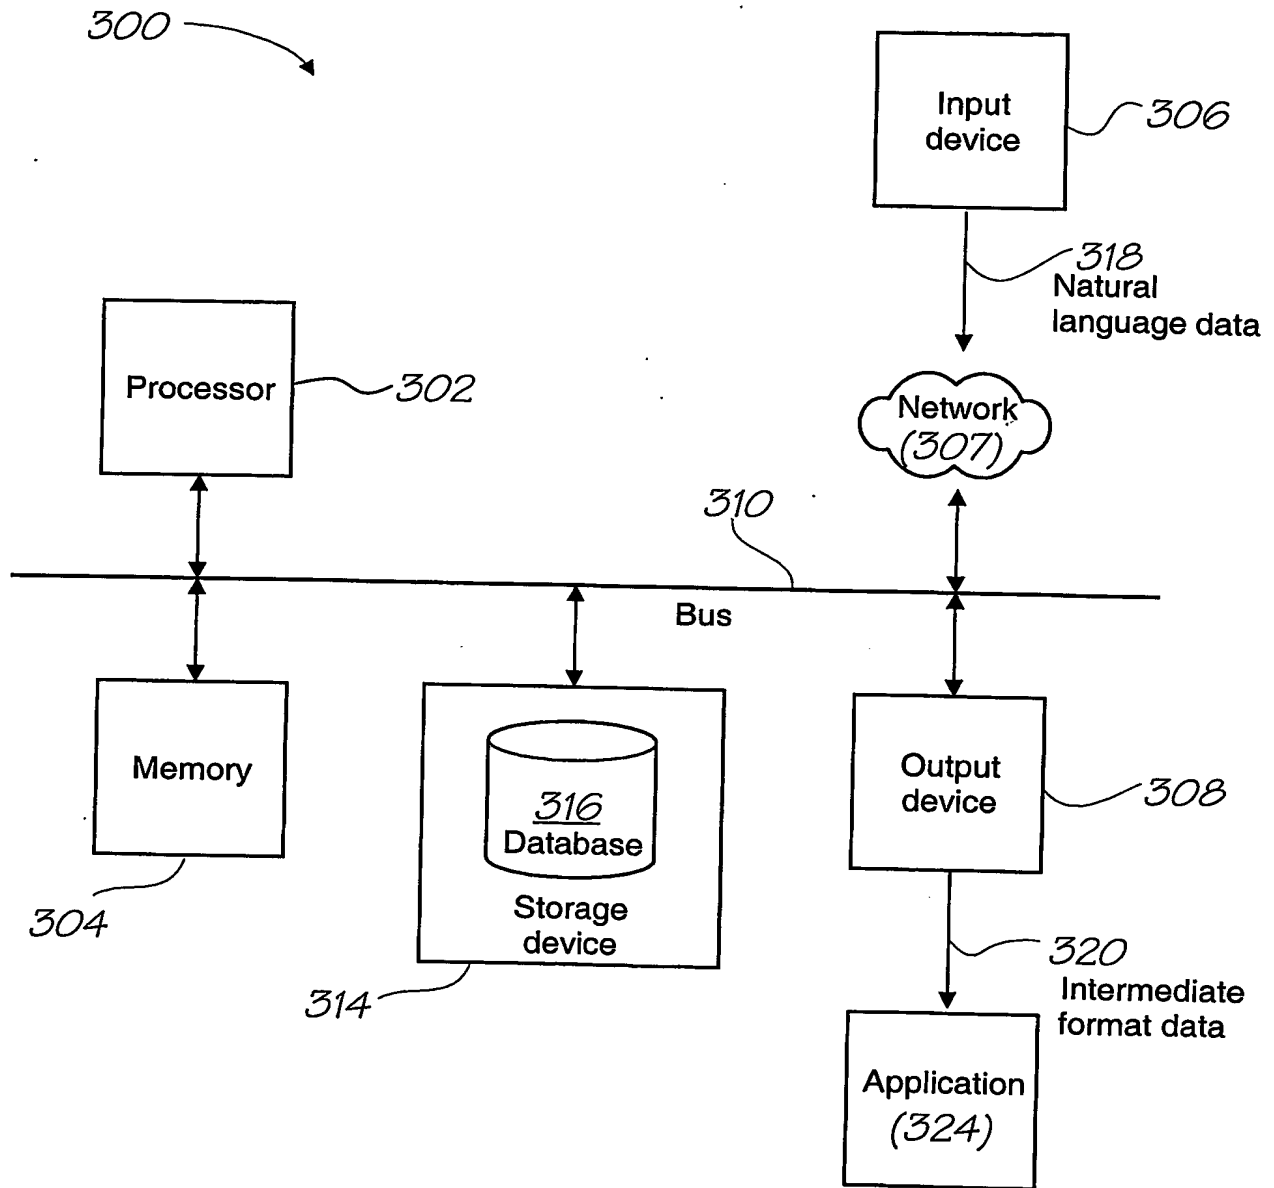 300
Input
device
306
318
Natural
language data
Processor
302
Network
(307)
310
Bus
Memory
304
316
Database
Storage
device
314
Output
device
308
320
Intermediate
format data
Application
(324)